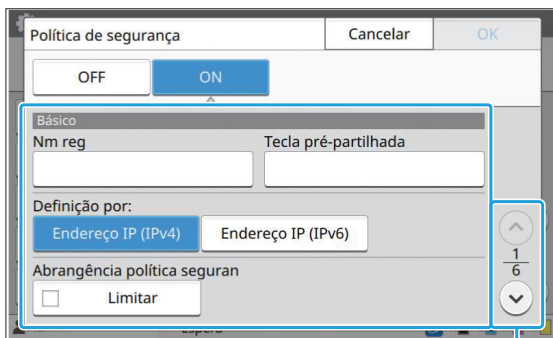 Política de segurança Cancelar OK
OFF ON
Básico
Nm reg Tecla pré-partilhada
Definição por:
Endereço IP (IPv4) Endereço IP (IPv6)
1
6
Abrangência política seguran
Limitar